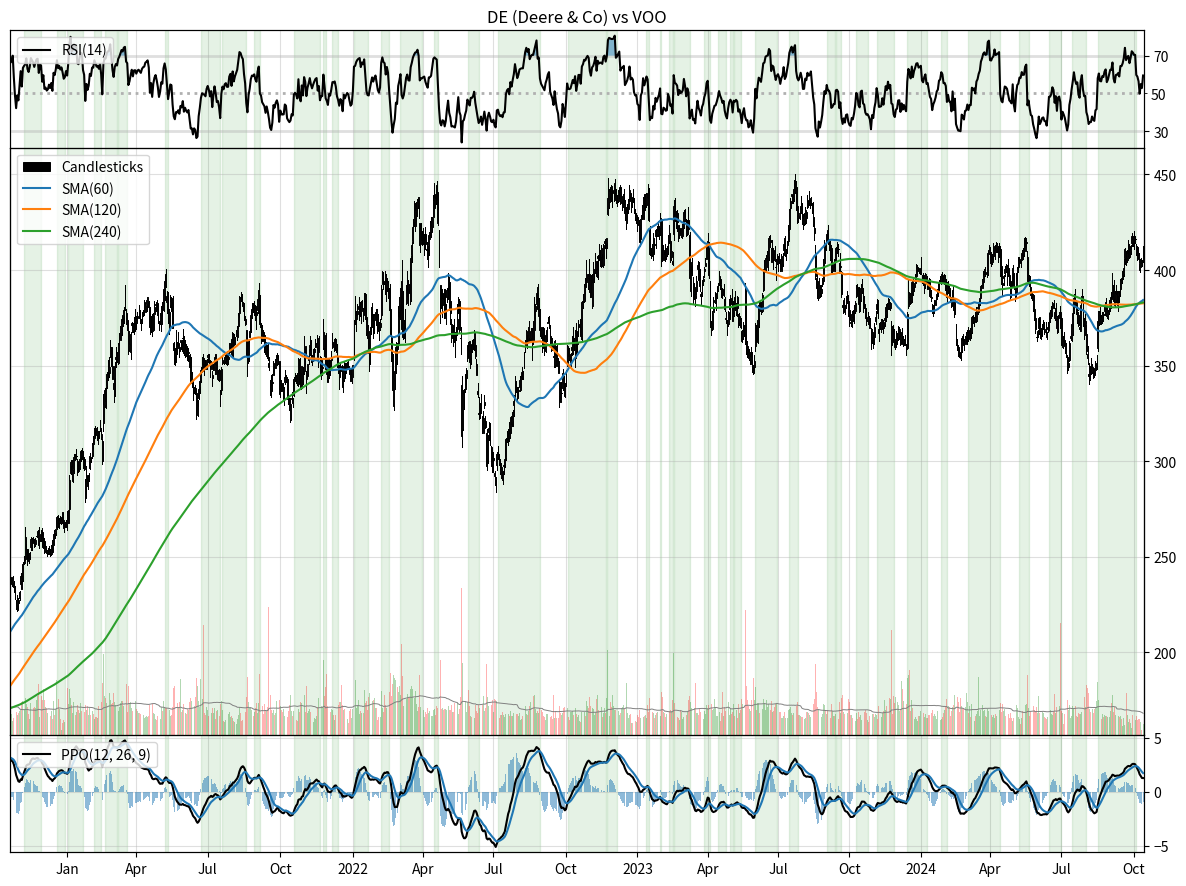 DE (Deere & Co) vs VOO
RSI(14)
70
50
30
Candlesticks
SMA(60)
SMA(120)
SMA(240)
450
400
350
300
250
200
PPO(12, 26, 9)
5
0
−5
Jan Apr Jul Oct 2022 Apr Jul Oct 2023 Apr Jul Oct 2024 Apr Jul Oct